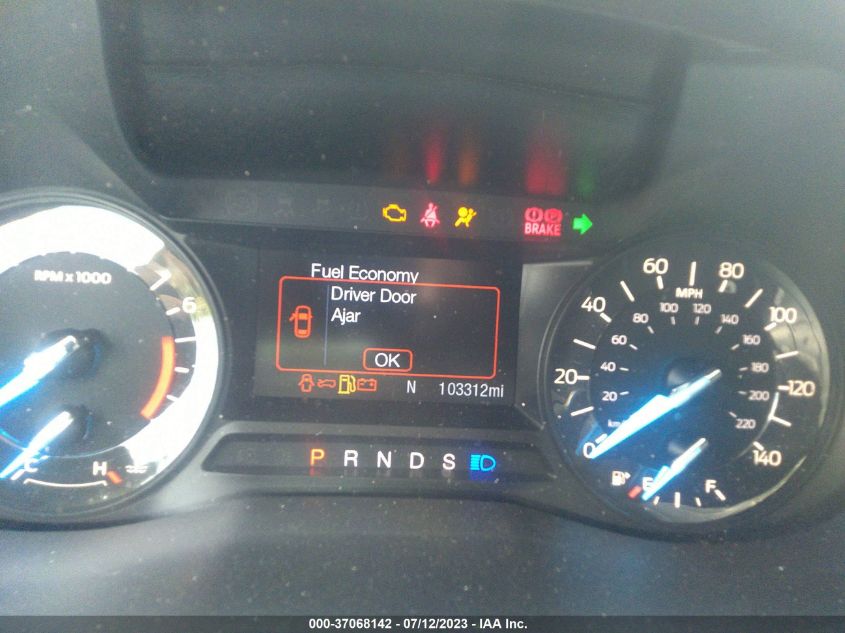 BRAKE
RPM x 1000
7
6
C H
Fuel Economy
Driver Door
Ajar
OK
N 103312mi
P R N D S
MPH
0 20 40 60 80 100 120 140
20 40 60 80 100 120 140 160 180 200 220
E F
000-37068142 - 07/12/2023 - IAA Inc.